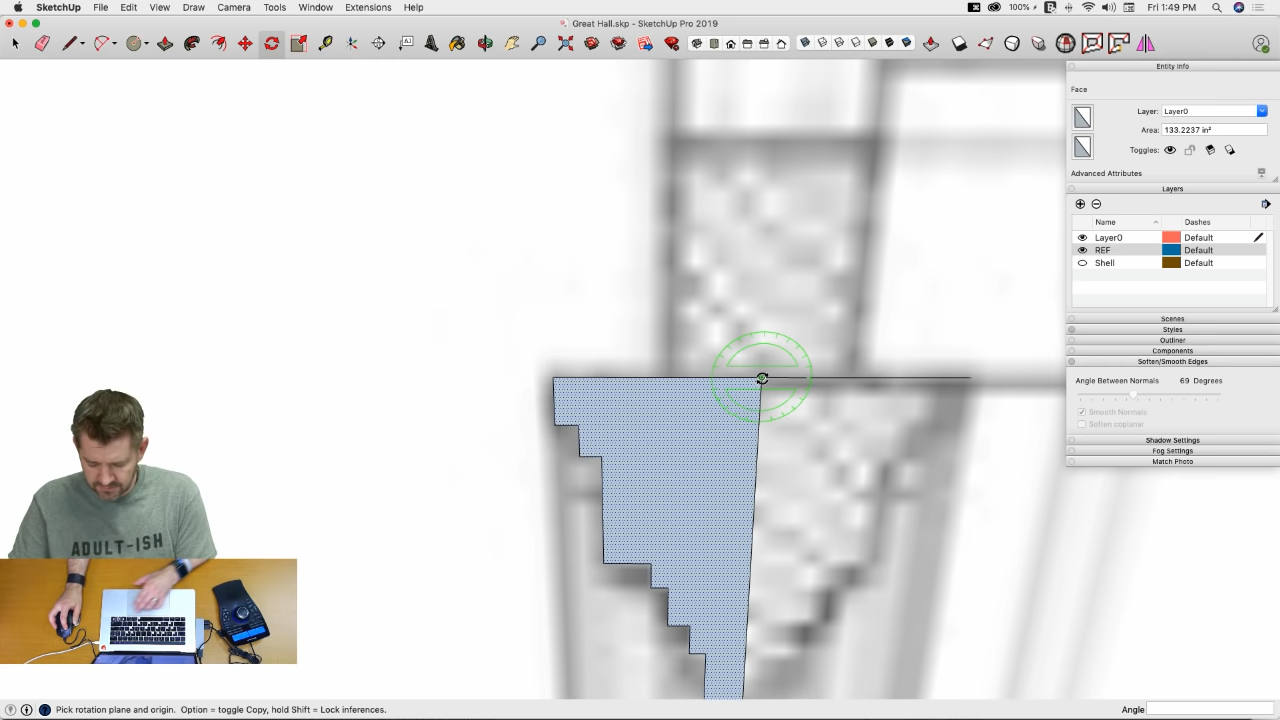 SketchUp File Edit View Draw Camera Tools Window Extensions Help
100% Fri 1:49 PM
Great Hall.skp - SketchUp Pro 2019
Entity Info
Face
Layer: Layer0
Area: 133.2237 in²
Toggles:
Advanced Attributes
Layers
Name Dashes
Layer0 Default
REF Default
Shell Default
Scenes
Styles
Outliner
Components
Soften/Smooth Edges
Angle Between Normals 69 Degrees
Smooth Normals
Soften coplanar
Shadow Settings
Fog Settings
Match Photo
ADULT-ISH
Pick rotation plane and origin. Option = toggle Copy, hold Shift = Lock inferences.
Angle